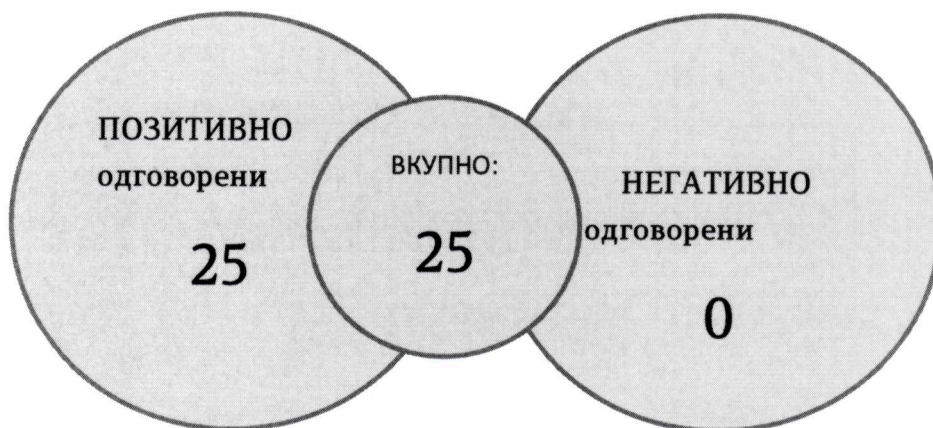 ПОЗИТИВНО
одговорени
25
ВКУПНО:
25
НЕГАТИВНО
одговорени
0